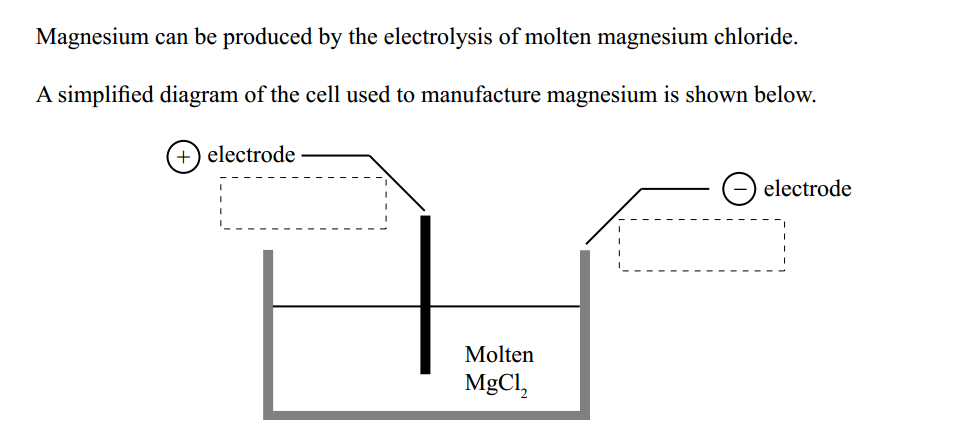 Magnesium can be produced by the electrolysis of molten magnesium chloride.
A simplified diagram of the cell used to manufacture magnesium is shown below.
+ electrode
− electrode
Molten
MgCl₂